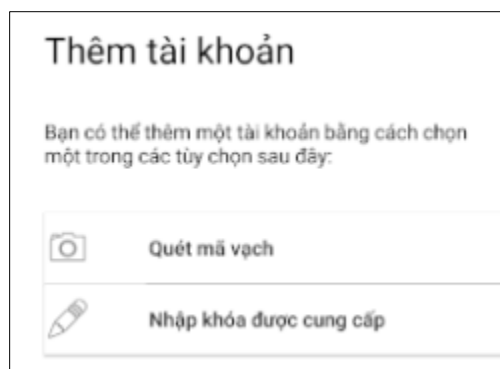 Thêm tài khoản
Bạn có thể thêm một tài khoản bằng cách chọn
một trong các tùy chọn sau đây:
Quét mã vạch
Nhập khóa được cung cấp